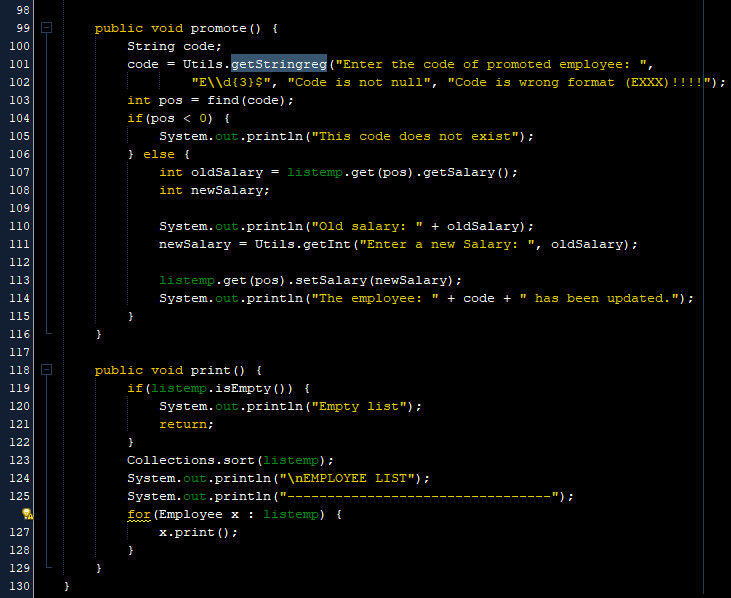 98
99 public void promote() {
100 String code;
101 code = Utils.getStringreg("Enter the code of promoted employee: ",
102 "E\\d{3}$", "Code is not null", "Code is wrong format (EXXX)!!!!");
103 int pos = find(code);
104 if(pos < 0) {
105 System.out.println("This code does not exist");
106 } else {
107 int oldSalary = listemp.get(pos).getSalary();
108 int newSalary;
109
110 System.out.println("Old salary: " + oldSalary);
111 newSalary = Utils.getInt("Enter a new Salary: ", oldSalary);
112
113 listemp.get(pos).setSalary(newSalary);
114 System.out.println("The employee: " + code + " has been updated.");
115 }
116 }
117
118 public void print() {
119 if(listemp.isEmpty()) {
120 System.out.println("Empty list");
121 return;
122 }
123 Collections.sort(listemp);
124 System.out.println("\nEMPLOYEE LIST");
125 System.out.println("---------------------------------");
for(Employee x : listemp) {
127 x.print();
128 }
129 }
130 }